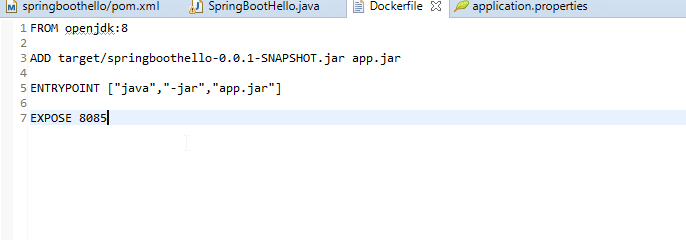 springboothello/pom.xml SpringBootHello.java Dockerfile application.properties
1 FROM openjdk:8
2
3 ADD target/springboothello-0.0.1-SNAPSHOT.jar app.jar
4
5 ENTRYPOINT ["java","-jar","app.jar"]
6
7 EXPOSE 8085